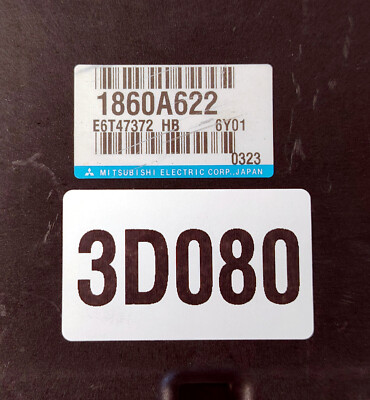 1860A622
E6T47372 HB 6Y01
0323
MITSUBISHI ELECTRIC CORP., JAPAN
3D080